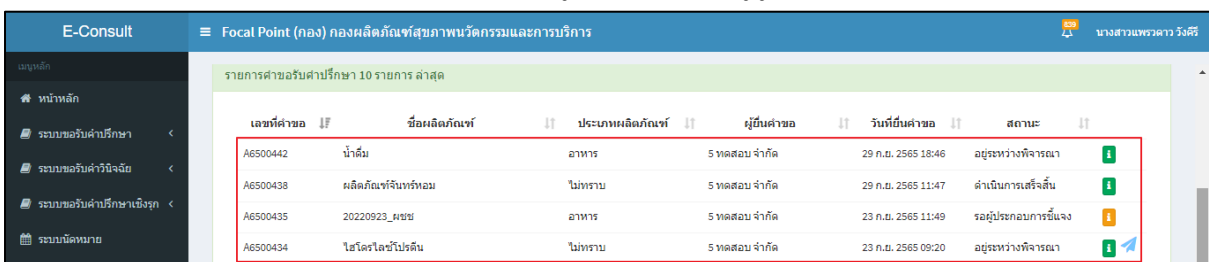 E-Consult
Focal Point (กอง) กองผลิตภัณฑ์สุขภาพนวัตกรรมและการบริการ
839
นางสาวแพรวดาว วังคีรี
เมนูหลัก
รายการคำขอรับคำปรึกษา 10 รายการ ล่าสุด
หน้าหลัก
เลขที่คำขอ ชื่อผลิตภัณฑ์ ประเภทผลิตภัณฑ์ ผู้ยื่นคำขอ วันที่ยื่นคำขอ สถานะ
ระบบขอรับคำปรึกษา
A6500442 น้ำดื่ม อาหาร 5 ทดสอบ จำกัด 29 ก.ย. 2565 18:46 อยู่ระหว่างพิจารณา
ระบบขอรับคำวินิจฉัย
A6500438 ผลิตภัณฑ์จันทร์หอม ไม่ทราบ 5 ทดสอบ จำกัด 29 ก.ย. 2565 11:47 ดำเนินการเสร็จสิ้น
ระบบขอรับคำปรึกษาเชิงรุก
A6500435 20220923_ผชช อาหาร 5 ทดสอบ จำกัด 23 ก.ย. 2565 11:49 รอผู้ประกอบการชี้แจง
ระบบนัดหมาย
A6500434 ไฮโดรไลซ์โปรตีน ไม่ทราบ 5 ทดสอบ จำกัด 23 ก.ย. 2565 09:20 อยู่ระหว่างพิจารณา